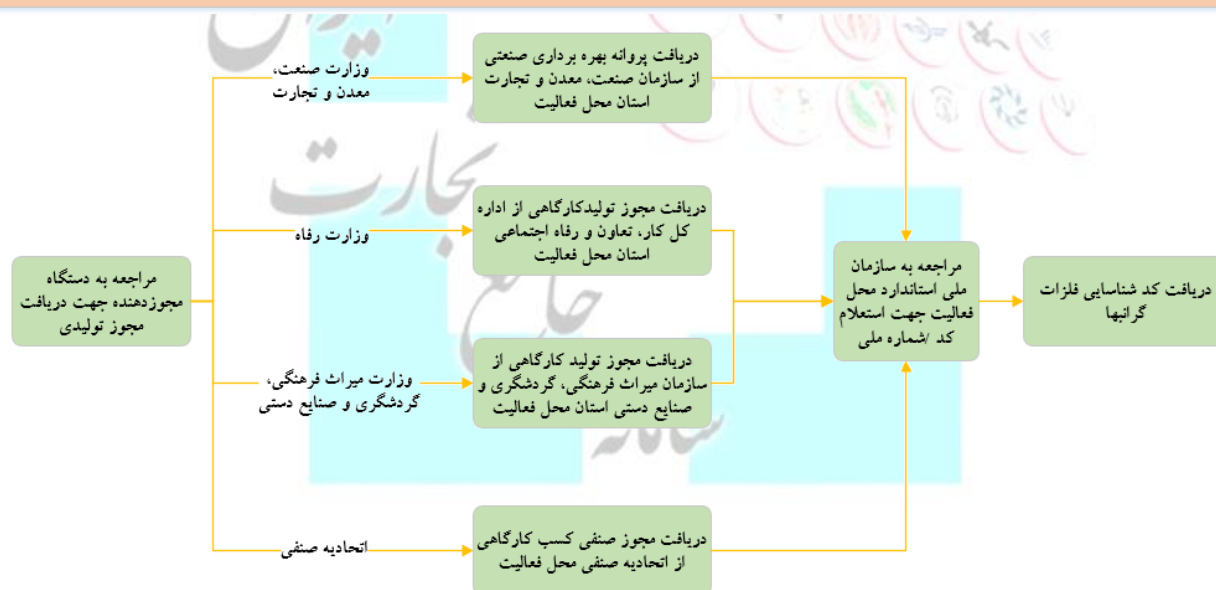 مراجعه به دستگاه
مجوزدهنده جهت دریافت
مجوز تولیدی
وزارت صنعت،
معدن و تجارت
دریافت پروانه بهره برداری صنعتی
از سازمان صنعت، معدن و تجارت
استان محل فعالیت
وزارت رفاه
دریافت مجوز تولیدکارگاهی از اداره
کل کار، تعاون و رفاه اجتماعی
استان محل فعالیت
وزارت میراث فرهنگی،
گردشگری و صنایع دستی
دریافت مجوز تولید کارگاهی از
سازمان میراث فرهنگی، گردشگری و
صنایع دستی استان محل فعالیت
اتحادیه صنفی
دریافت مجوز صنفی کسب کارگاهی
از اتحادیه صنفی محل فعالیت
مراجعه به سازمان
ملی استاندارد محل
فعالیت جهت استعلام
کد /شماره ملی
دریافت کد شناسایی فلزات
گرانبها
ایران
تجارت
جامع
سامانه